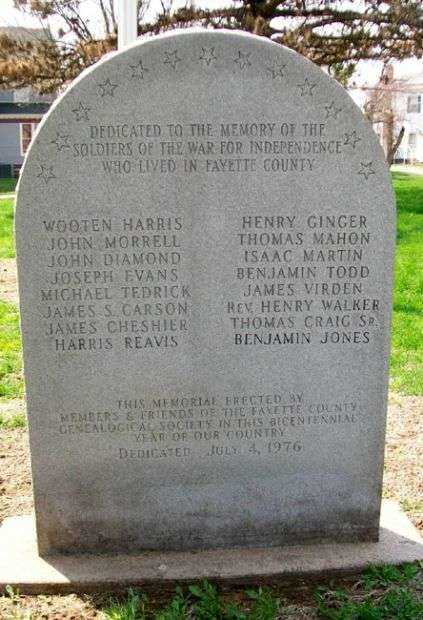 DEDICATED TO THE MEMORY OF THE
SOLDIERS OF THE WAR FOR INDEPENDENCE
WHO LIVED IN FAYETTE COUNTY
WOOTEN HARRIS
JOHN MORRELL
JOHN DIAMOND
JOSEPH EVANS
MICHAEL TEDRICK
JAMES S. CARSON
JAMES CHESHIER
HARRIS REAVIS
HENRY GINGER
THOMAS MAHON
ISAAC MARTIN
BENJAMIN TODD
JAMES VIRDEN
REV. HENRY WALKER
THOMAS CRAIG SR.
BENJAMIN JONES
THIS MEMORIAL ERECTED BY
MEMBERS & FRIENDS OF THE FAYETTE COUNTY
GENEALOGICAL SOCIETY IN THIS BICENTENNIAL
YEAR OF OUR COUNTRY
DEDICATED JULY 4, 1976